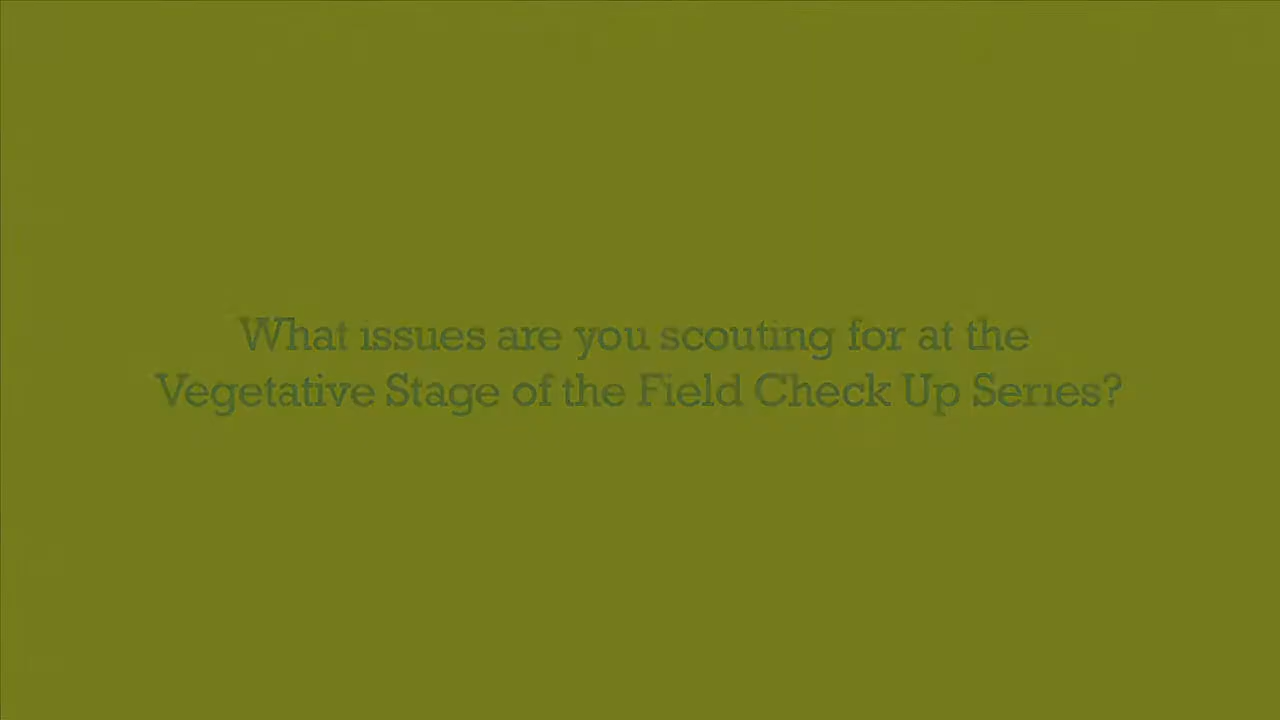 What issues are you scouting for at the
Vegetative Stage of the Field Check Up Series?